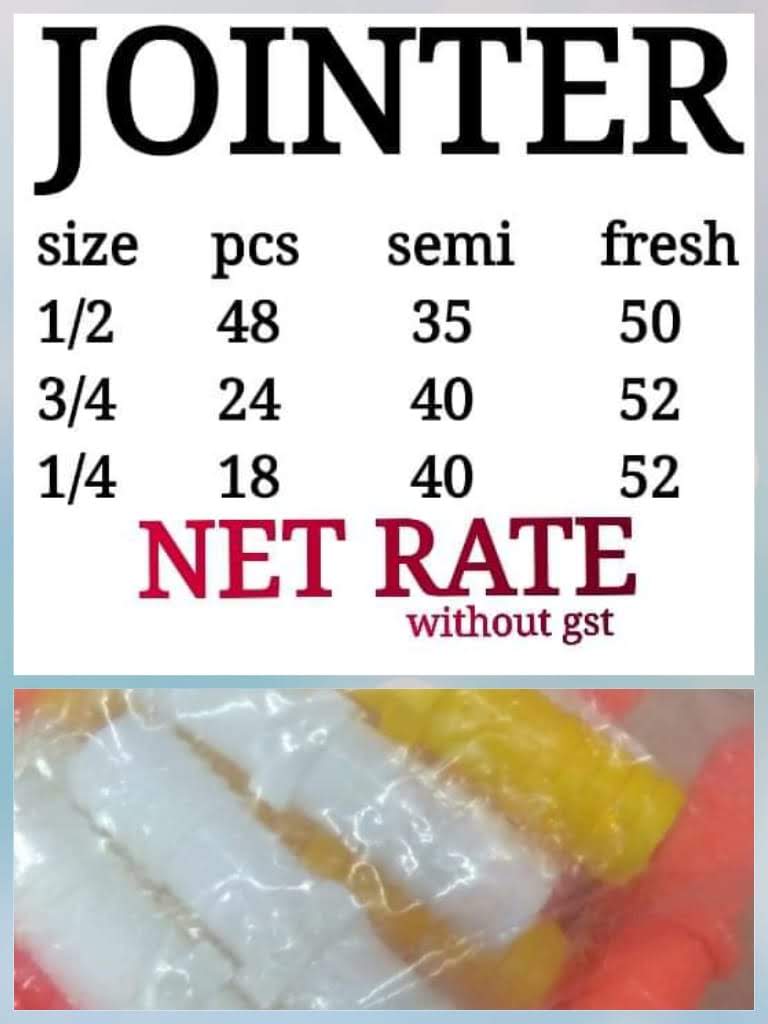 JOINTER
size pcs semi fresh
1/2 48 35 50
3/4 24 40 52
1/4 18 40 52
NET RATE
without gst